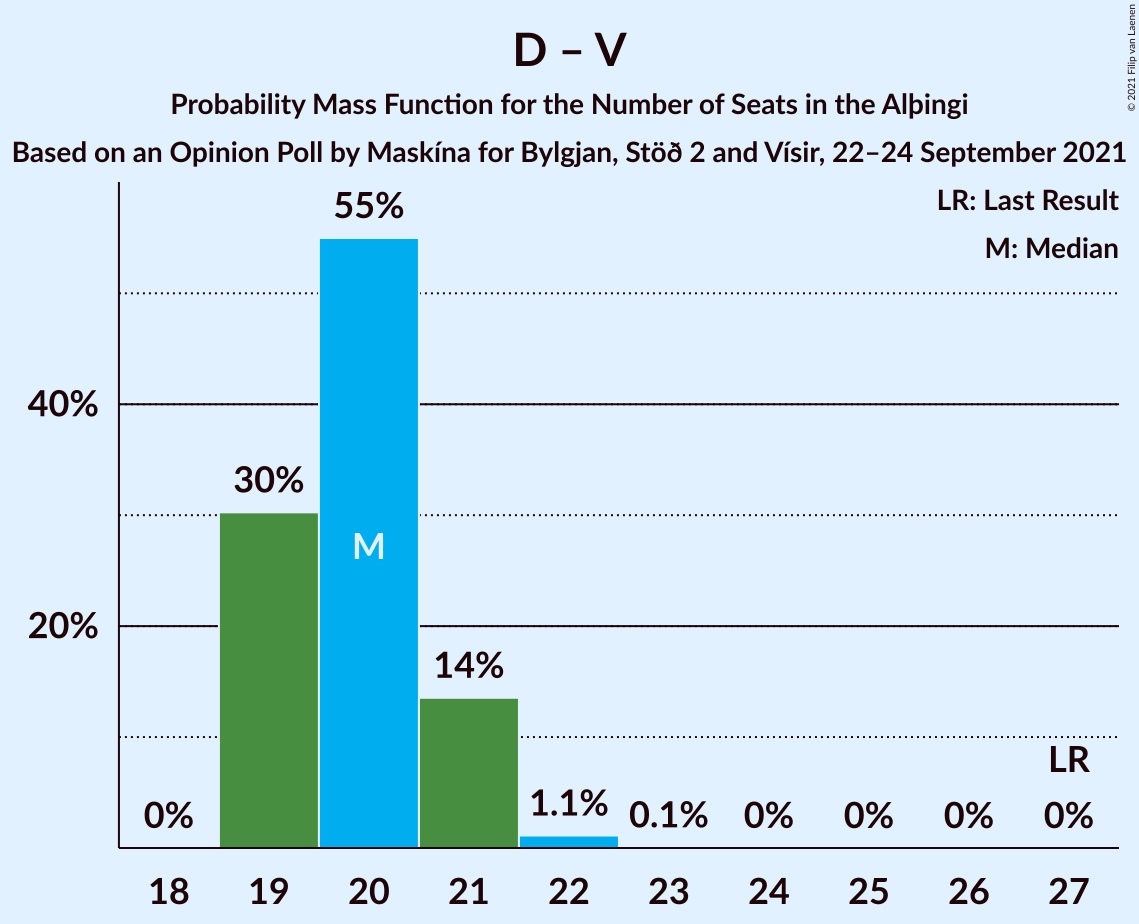 D – V
Probability Mass Function for the Number of Seats in the Alþingi
Based on an Opinion Poll by Maskína for Bylgjan, Stöð 2 and Vísir, 22–24 September 2021
© 2021 Filip van Laenen
LR: Last Result
M: Median
55%
40%
30%
M
20%
14%
LR
0%
1.1%
0.1%
0%
0%
0%
0%
18
19
20
21
22
23
24
25
26
27